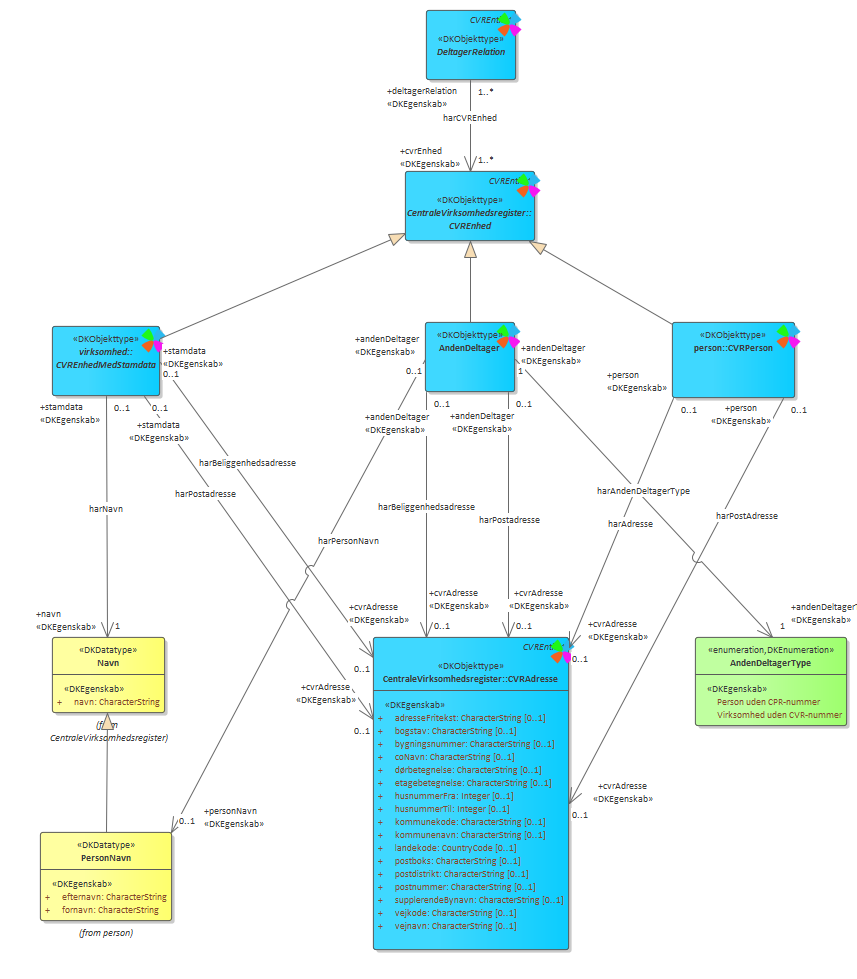 CVREnt
«DKObjekttype»
DeltagerRelation
+deltagerRelation
«DKEgenskab»
1..*
harCVREnhed
+cvrEnhed
«DKEgenskab»
1..*
CVREnt
«DKObjekttype»
CentraleVirksomhedsregister::
CVREnhed
«DKObjekttype»
virksomhed::
CVREnhedMedStamdata
+stamdata
«DKEgenskab»
0..1
+andenDeltager
«DKEgenskab»
0..1
«DKObjekttype»
AndenDeltager
+andenDeltager
«DKEgenskab»
1
«DKObjekttype»
person::CVRPerson
+person
«DKEgenskab»
+stamdata
«DKEgenskab»
0..1
0..1
+stamdata
«DKEgenskab»
0..1
+andenDeltager
«DKEgenskab»
0..1
+andenDeltager
«DKEgenskab»
0..1
+person
«DKEgenskab»
0..1
harBeliggenhedsadresse
harPostadresse
harNavn
harBeliggenhedsadresse
harPostadresse
harPersonNavn
harAndenDeltagerType
harAdresse
harPostAdresse
+navn
«DKEgenskab»
1
+cvrAdresse
«DKEgenskab»
0..1
+cvrAdresse
«DKEgenskab»
0..1
+cvrAdresse
«DKEgenskab»
0..1
+cvrAdresse
«DKEgenskab»
0..1
+andenDeltagerT
«DKEgenskab»
1
«DKDatatype»
Navn
«DKEgenskab»
+ navn: CharacterString
CentraleVirksomhedsregister)
+cvrAdresse
«DKEgenskab»
0..1
CVREnt
«DKObjekttype»
CentraleVirksomhedsregister::CVRAdresse
«DKEgenskab»
+ adresseFritekst: CharacterString [0..1]
+ bogstav: CharacterString [0..1]
+ bygningsnummer: CharacterString [0..1]
+ coNavn: CharacterString [0..1]
+ dørbetegnelse: CharacterString [0..1]
+ etagebetegnelse: CharacterString [0..1]
+ husnummerFra: Integer [0..1]
+ husnummerTil: Integer [0..1]
+ kommunekode: CharacterString [0..1]
+ kommunenavn: CharacterString [0..1]
+ landekode: CountryCode [0..1]
+ postboks: CharacterString [0..1]
+ postdistrikt: CharacterString [0..1]
+ postnummer: CharacterString [0..1]
+ supplerendeBynavn: CharacterString [0..1]
+ vejkode: CharacterString [0..1]
+ vejnavn: CharacterString [0..1]
«enumeration,DKEnumeration»
AndenDeltagerType
«DKEgenskab»
Person uden CPR-nummer
Virksomhed uden CVR-nummer
+cvrAdresse
«DKEgenskab»
0..1
+personNavn
«DKEgenskab»
0..1
«DKDatatype»
PersonNavn
«DKEgenskab»
+ efternavn: CharacterString
+ fornavn: CharacterString
(from person)